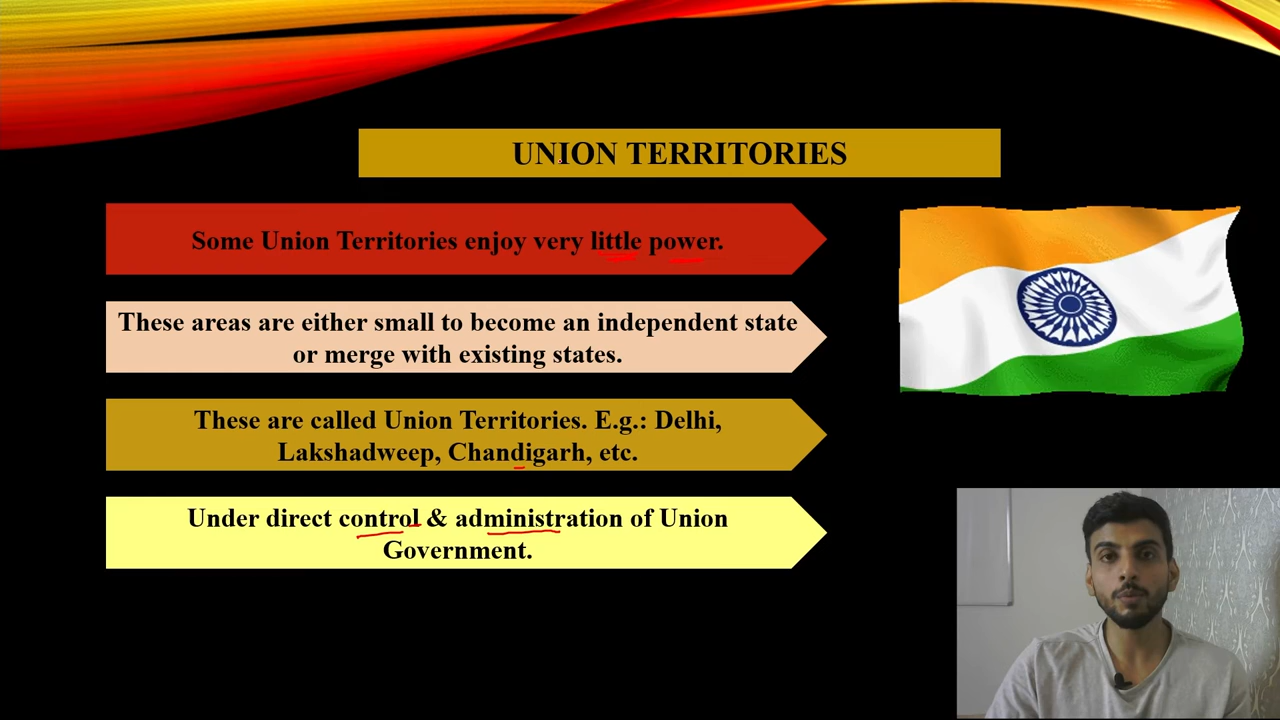 UNION TERRITORIES
Some Union Territories enjoy very little power.
These areas are either small to become an independent state
or merge with existing states.
These are called Union Territories. E.g.: Delhi,
Lakshadweep, Chandigarh, etc.
Under direct control & administration of Union
Government.